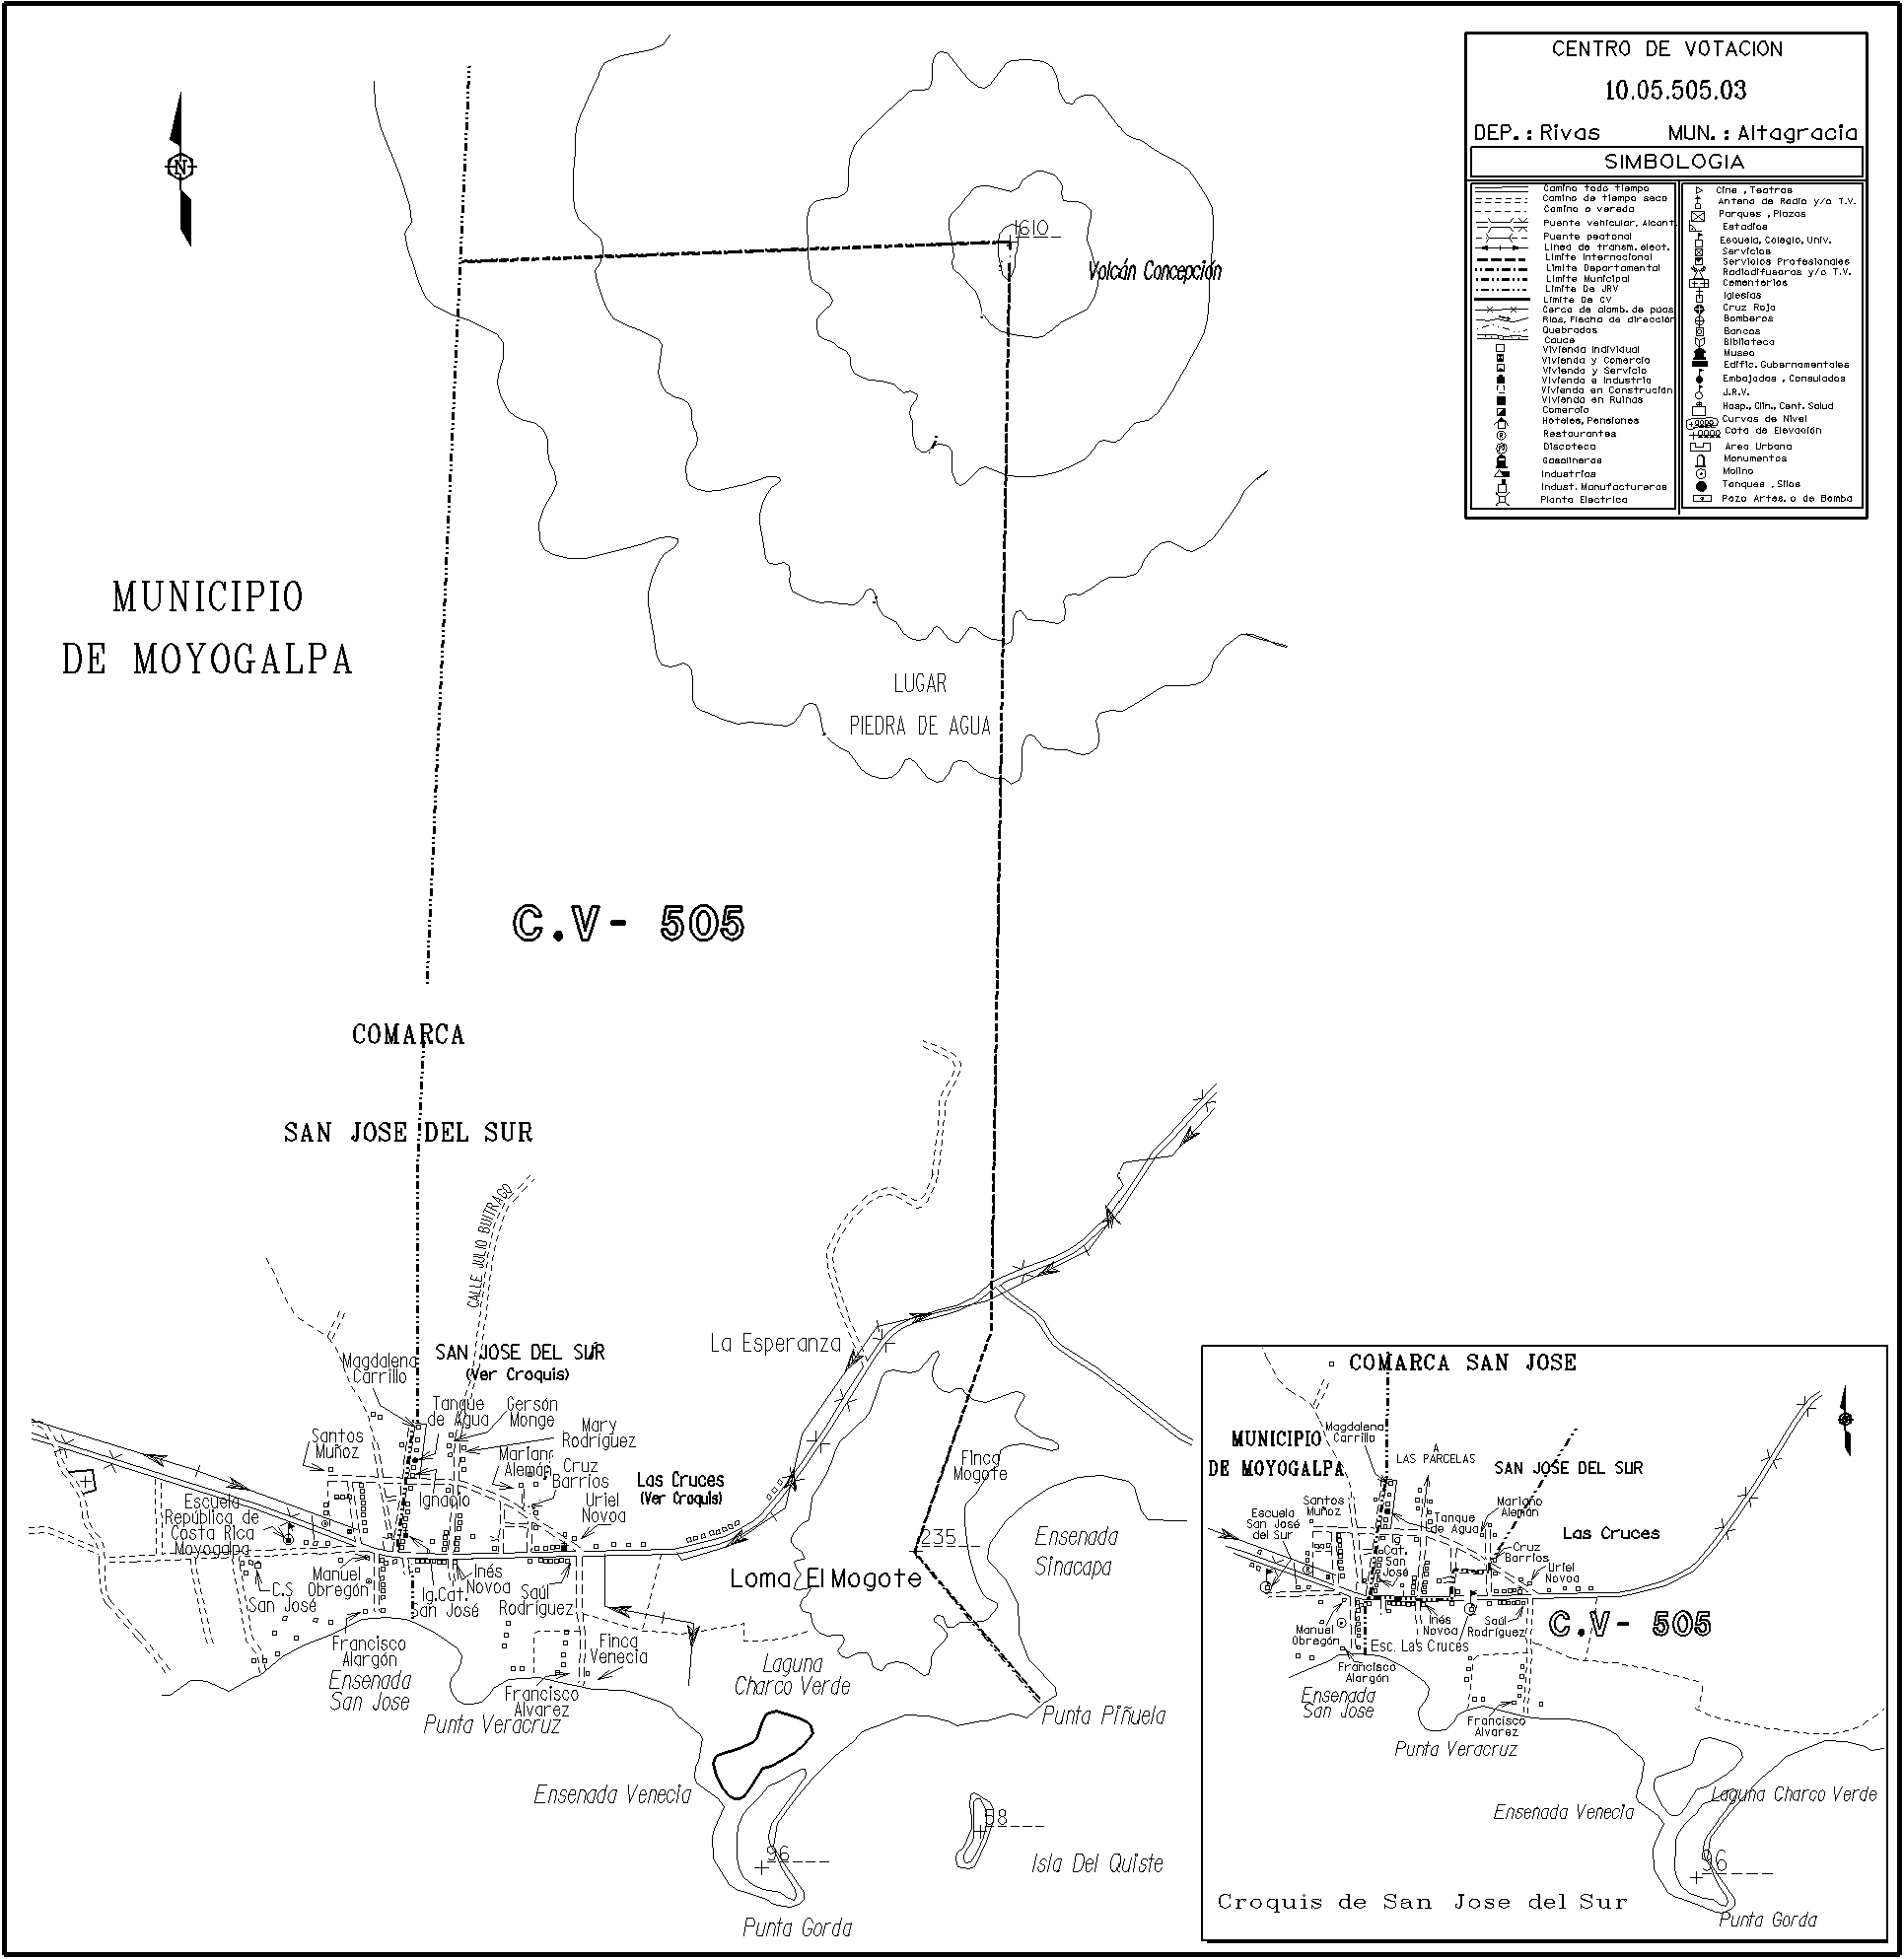 CENTRO DE VOTACION
10.05.505.03
DEP.: Rivas MUN.: Altagracia
SIMBOLOGIA
Camino todo tiempo
Camino de tiempo seco
Camino o vereda
Puente vehicular, Alcant
Puente peatonal
Linea de transm. elect.
Limite Internacional
Limite Departamental
Limite Municipal
Limite De JRV
Limite De CV
Cerca de alamb. de puas
Rios, Flecha de dirección
Quebradas
Cauce
Vivienda Individual
Vivienda y Comercio
Vivienda y Servicio
Vivienda e Industria
Vivienda en Construcción
Vivienda en Ruinas
Comercio
Hoteles, Pensiones
Restaurantes
Discoteca
Gasolineras
Industrias
Indust. Manufactureras
Planta Electrica
Cine , Teatros
Antena de Radio y/o T.V.
Parques , Plazas
Estadios
Escuela, Colegio, Univ.
Servicios
Servicios Profesionales
Radiodifusoras y/o T.V.
Cementerios
Iglesias
Cruz Roja
Bomberos
Bancos
Biblioteca
Museo
Edific. Gubernamentales
Embajadas , Consulados
J.R.V.
Hosp., Clin., Cent. Salud
Curvas de Nivel
Cota de Elevación
Area Urbana
Monumentos
Molino
Tanques , Silos
Pozo Artes. o de Bomba
N
1610
Volcán Concepción
MUNICIPIO
DE MOYOGALPA
LUGAR
PIEDRA DE AGUA
C.V- 505
COMARCA
SAN JOSE DEL SUR
CALLE JULIO BUITRAGO
La Esperanza
SAN JOSE DEL SUR
(Ver Croquis)
Magdalena
Carrillo
Tanque
de Agua
Gersón
Monge
Mary
Rodríguez
Santos
Muñoz
Mariano
Alemán
Cruz
Barrios
Las Cruces
(Ver Croquis)
Ignacio
Uriel
Novoa
Escuela
República de
Costa Rica
Moyogalpa
Finca
Mogote
235
Ensenada
Sinacapa
Loma El Mogote
C.S
San José
Manuel
Obregón
Ig.Cat.
San José
Inés
Novoa
Saúl
Rodríguez
Francisco
Alargón
Finca
Venecia
Ensenada
San Jose
Francisco
Alvarez
Punta Veracruz
Laguna
Charco Verde
Punta Piñuela
Ensenada Venecia
58
96
Isla Del Quiste
Punta Gorda
COMARCA SAN JOSE
MUNICIPIO
DE MOYOGALPA
Magdalena
Carrillo
A
LAS PARCELAS
SAN JOSE DEL SUR
Santos
Muñoz
Mariano
Alemán
Escuela
San José
del Sur
Tanque
de Agua
Las Cruces
Ig.
Cat.
San
José
Cruz
Barrios
Uriel
Novoa
Manuel
Obregón
Inés
Novoa
Saúl
Rodríguez
C.V- 505
Esc. Las Cruces
Francisco
Alargón
Ensenada
San Jose
Francisco
Alvarez
Punta Veracruz
Laguna Charco Verde
Ensenada Venecia
96
Croquis de San Jose del Sur
Punta Gorda